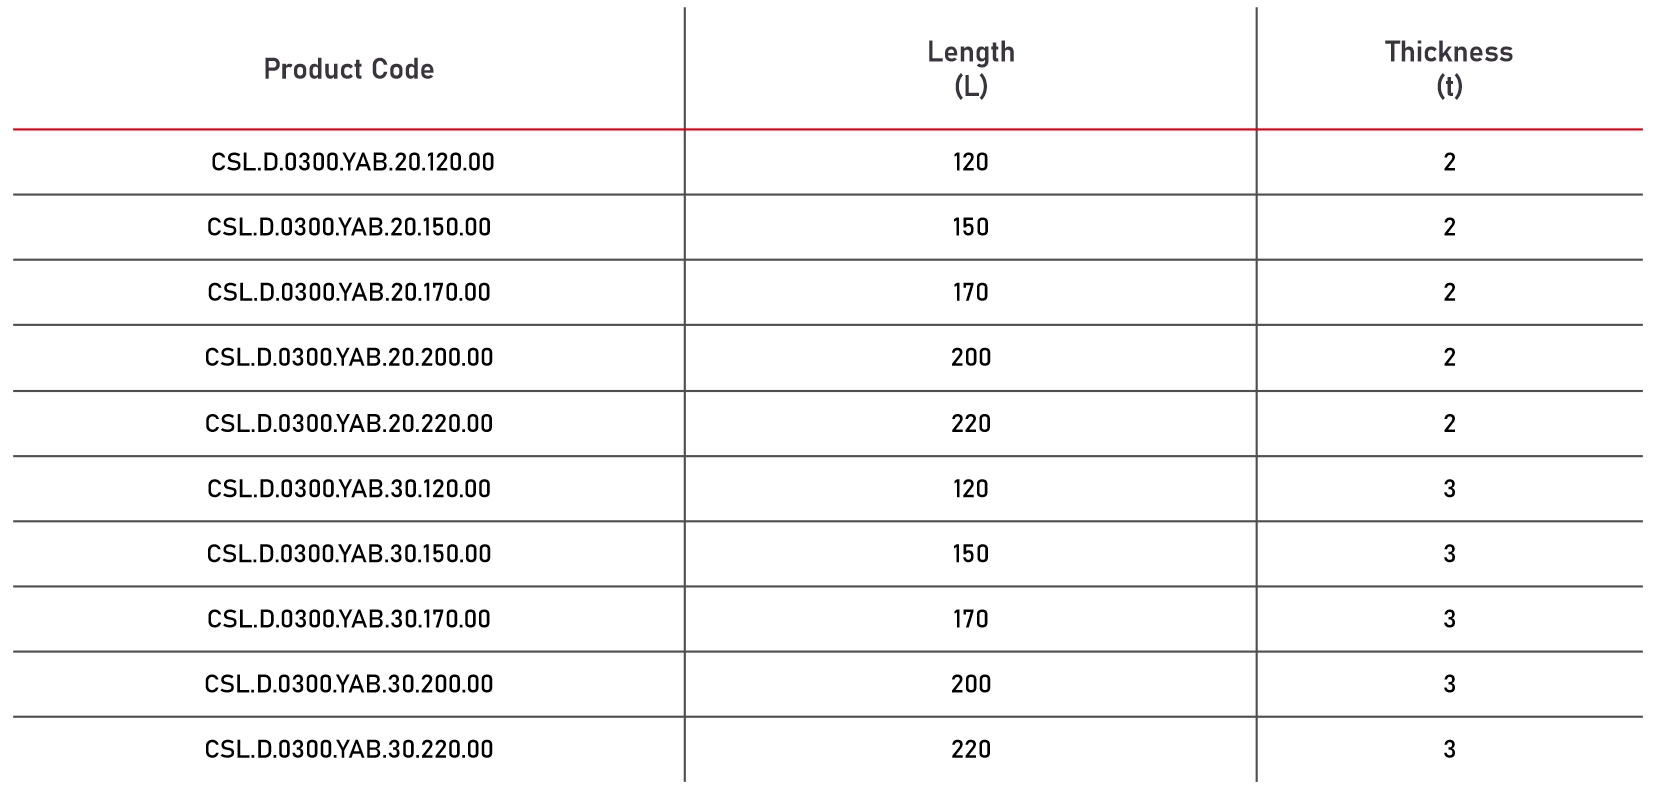 Product Code Length (L) Thickness (t)
CSL.D.0300.YAB.20.120.00 120 2
CSL.D.0300.YAB.20.150.00 150 2
CSL.D.0300.YAB.20.170.00 170 2
CSL.D.0300.YAB.20.200.00 200 2
CSL.D.0300.YAB.20.220.00 220 2
CSL.D.0300.YAB.30.120.00 120 3
CSL.D.0300.YAB.30.150.00 150 3
CSL.D.0300.YAB.30.170.00 170 3
CSL.D.0300.YAB.30.200.00 200 3
CSL.D.0300.YAB.30.220.00 220 3